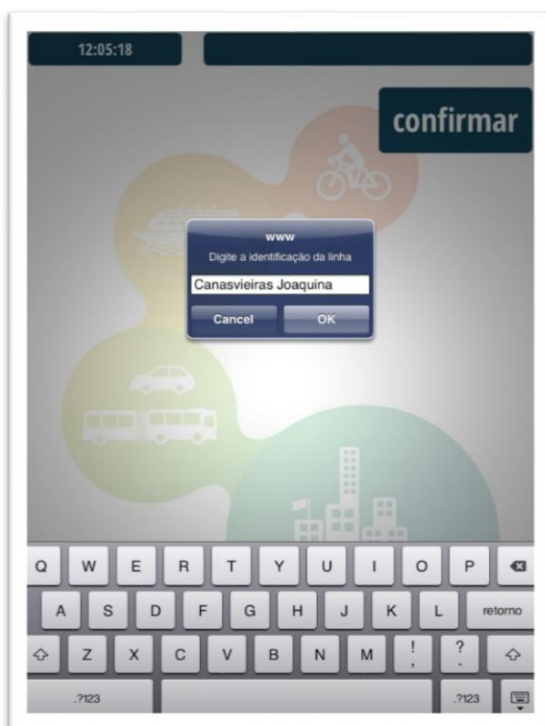 12:05:18
confirmar
www
Digite a identificação da linha
Canasvieiras Joaquina
Cancel OK
Q W E R T Y U I O P
A S D F G H J K L retorno
Z X C V B N M ! , ? .
.?123 .?123